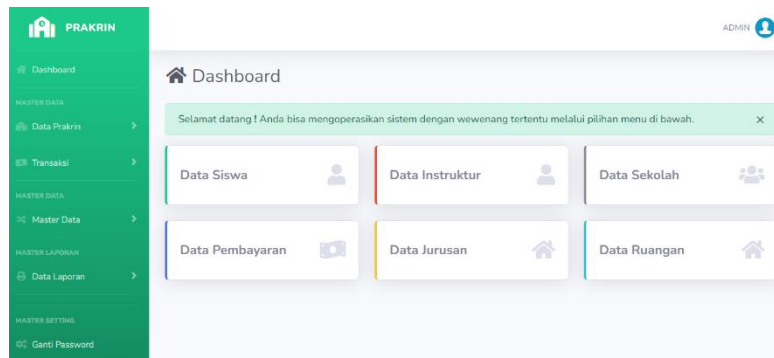 PRAKRIN
ADMIN
Dashboard
MASTER DATA
Data Prakrin
Transaksi
MASTER DATA
Master Data
MASTER LAPORAN
Data Laporan
MASTER SETTING
Ganti Password
Dashboard
Selamat datang ! Anda bisa mengoperasikan sistem dengan wewenang tertentu melalui pilihan menu di bawah. ×
Data Siswa
Data Instruktur
Data Sekolah
Data Pembayaran
Data Jurusan
Data Ruangan